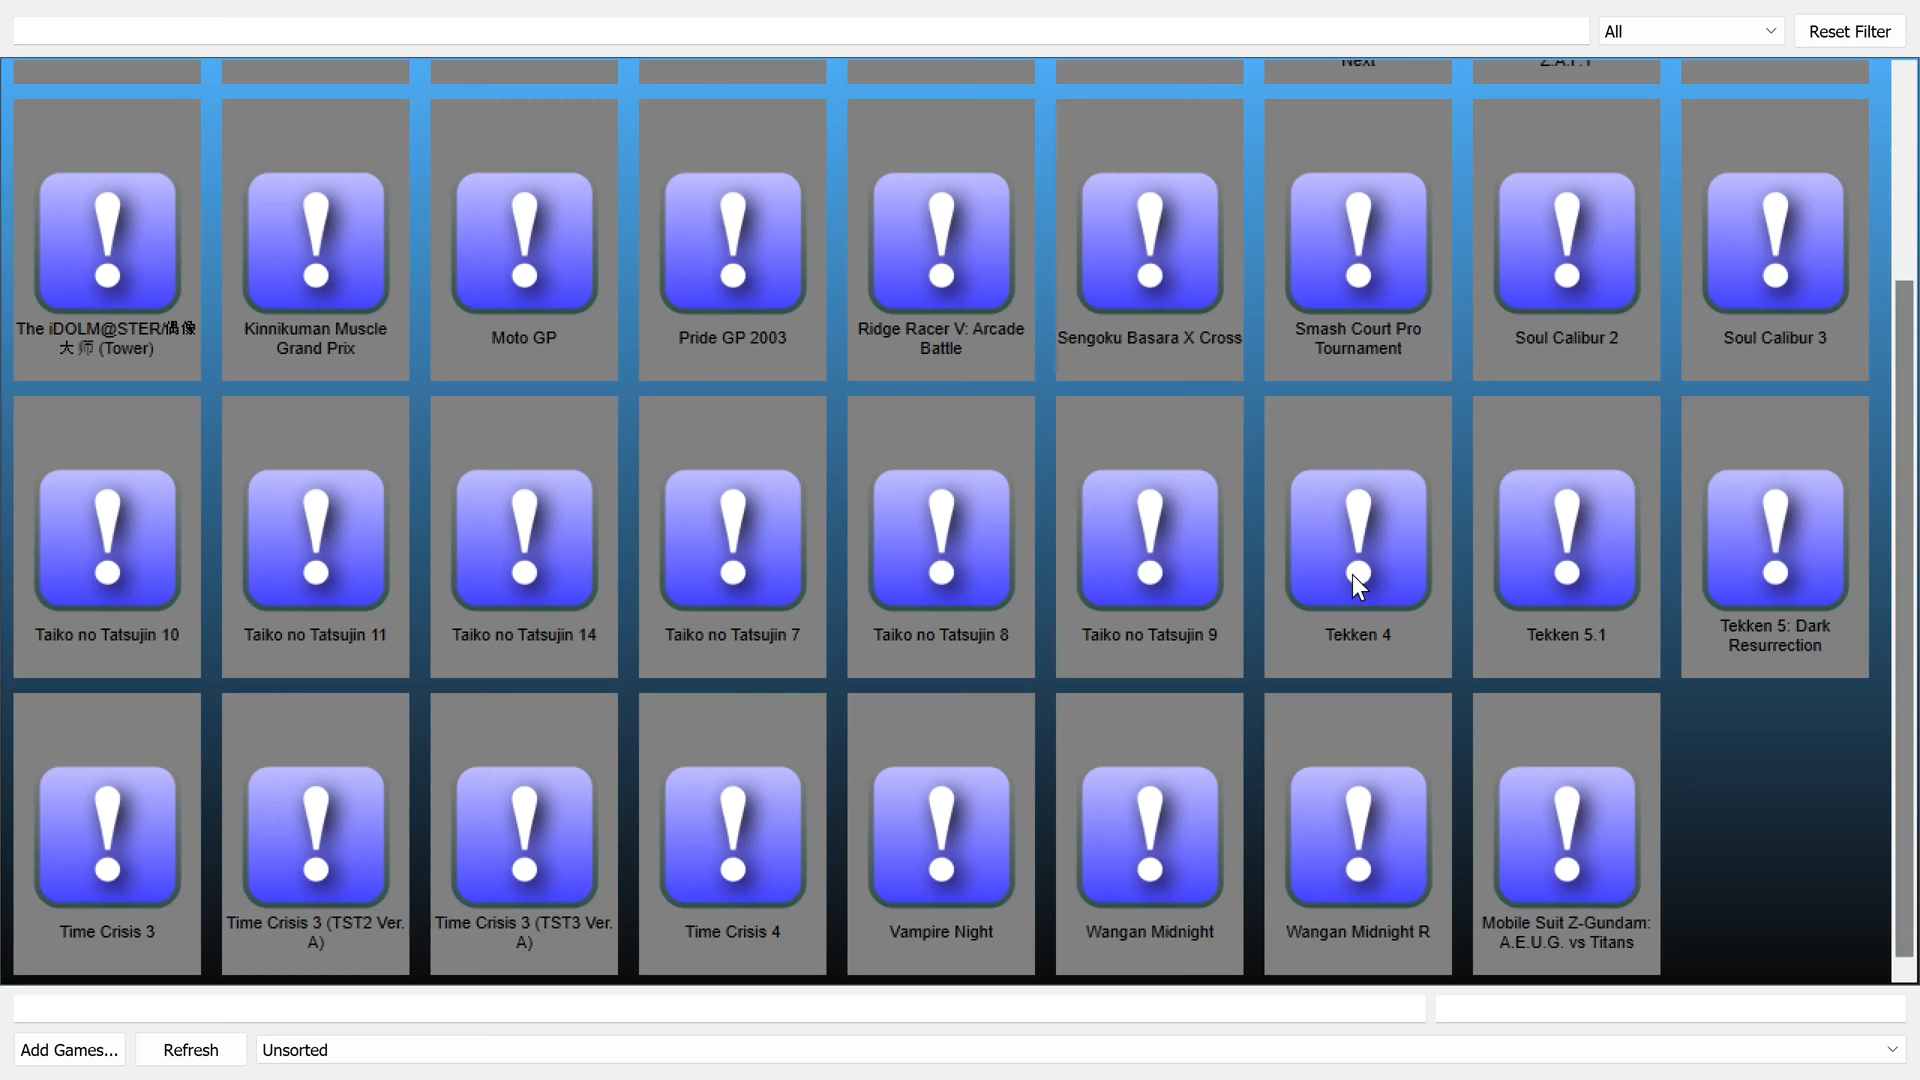 All
Reset Filter
Next
Z.A.F.T
The iDOLM@STER/偶像
大师 (Tower)
Kinnikuman Muscle
Grand Prix
Moto GP
Pride GP 2003
Ridge Racer V: Arcade
Battle
Sengoku Basara X Cross
Smash Court Pro
Tournament
Soul Calibur 2
Soul Calibur 3
Taiko no Tatsujin 10
Taiko no Tatsujin 11
Taiko no Tatsujin 14
Taiko no Tatsujin 7
Taiko no Tatsujin 8
Taiko no Tatsujin 9
Tekken 4
Tekken 5.1
Tekken 5: Dark
Resurrection
Time Crisis 3
Time Crisis 3 (TST2 Ver.
A)
Time Crisis 3 (TST3 Ver.
A)
Time Crisis 4
Vampire Night
Wangan Midnight
Wangan Midnight R
Mobile Suit Z-Gundam:
A.E.U.G. vs Titans
Add Games...
Refresh
Unsorted